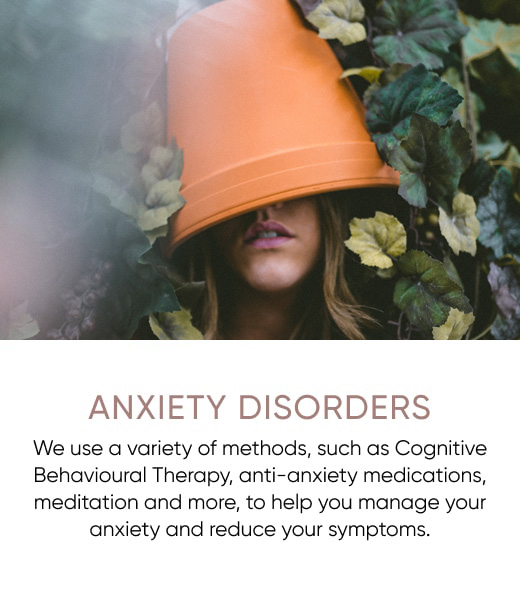 ANXIETY DISORDERS
We use a variety of methods, such as Cognitive
Behavioural Therapy, anti-anxiety medications,
meditation and more, to help you manage your
anxiety and reduce your symptoms.